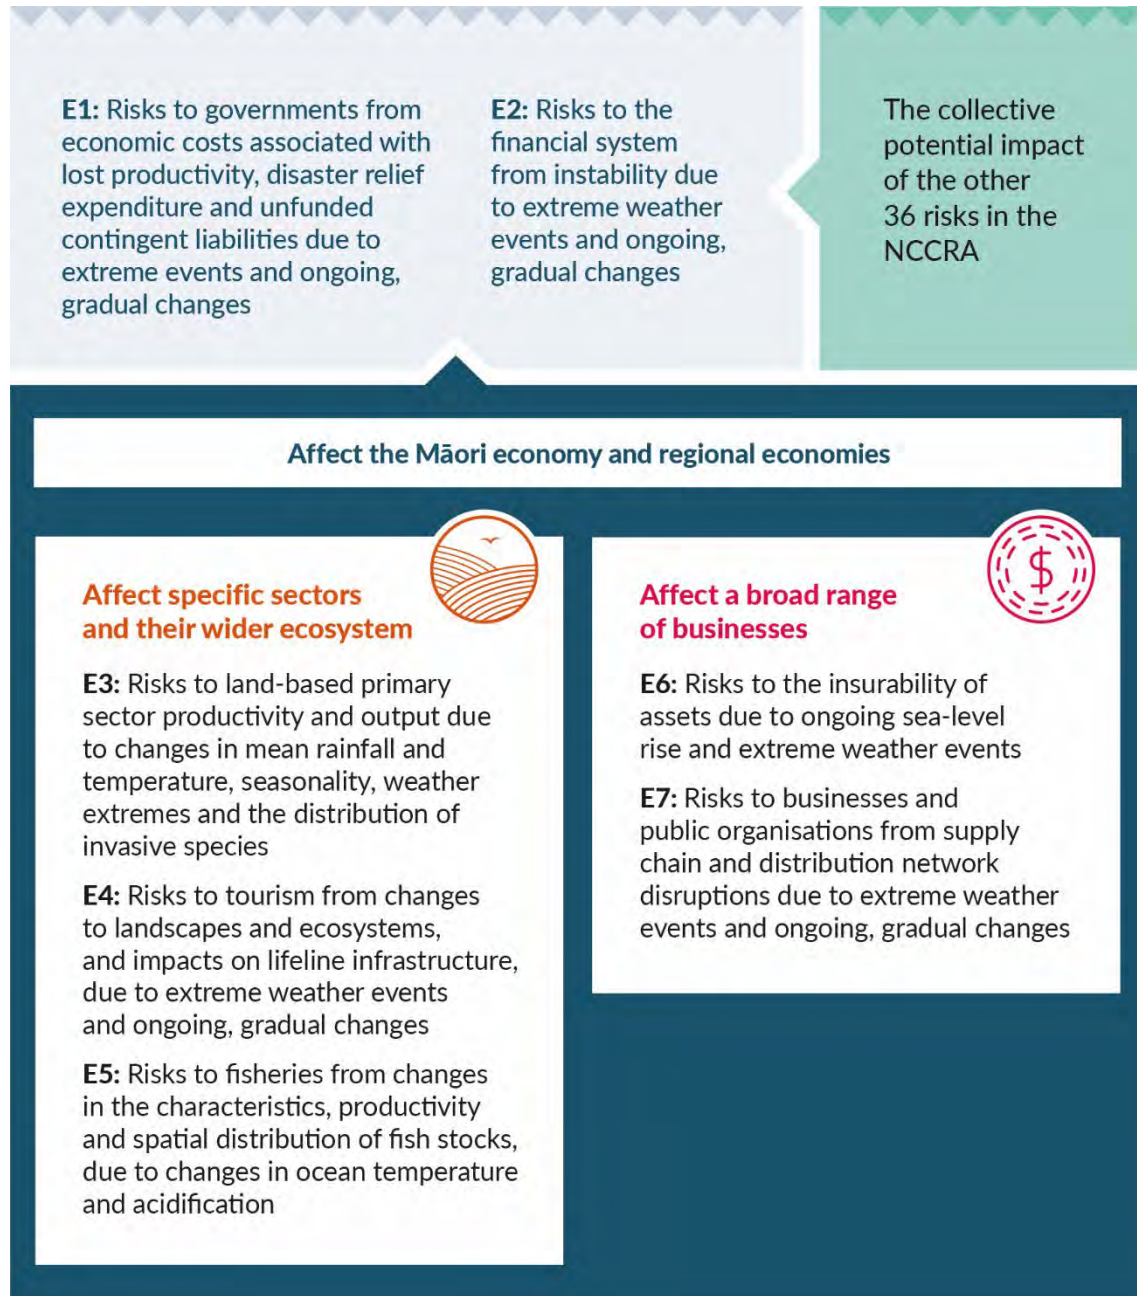 E1: Risks to governments from
economic costs associated with
lost productivity, disaster relief
expenditure and unfunded
contingent liabilities due to
extreme events and ongoing,
gradual changes
E2: Risks to the
financial system
from instability due
to extreme weather
events and ongoing,
gradual changes
The collective
potential impact
of the other
36 risks in the
NCCRA
Affect the Māori economy and regional economies
Affect specific sectors
and their wider ecosystem
E3: Risks to land-based primary
sector productivity and output due
to changes in mean rainfall and
temperature, seasonality, weather
extremes and the distribution of
invasive species
E4: Risks to tourism from changes
to landscapes and ecosystems,
and impacts on lifeline infrastructure,
due to extreme weather events
and ongoing, gradual changes
E5: Risks to fisheries from changes
in the characteristics, productivity
and spatial distribution of fish stocks,
due to changes in ocean temperature
and acidification
$
Affect a broad range
of businesses
E6: Risks to the insurability of
assets due to ongoing sea-level
rise and extreme weather events
E7: Risks to businesses and
public organisations from supply
chain and distribution network
disruptions due to extreme weather
events and ongoing, gradual changes